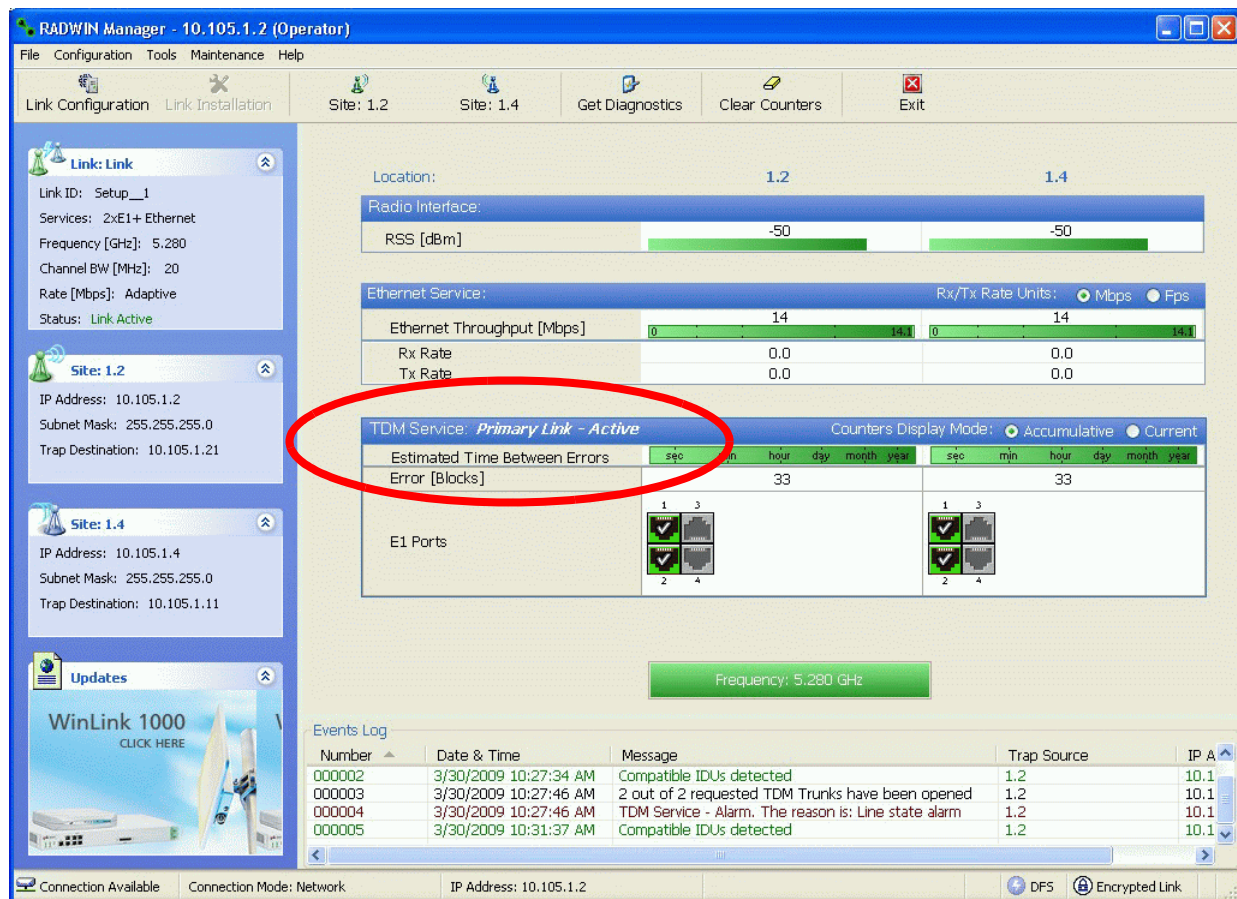 RADWIN Manager - 10.105.1.2 (Operator)
File Configuration Tools Maintenance Help
Link Configuration Link Installation Site: 1.2 Site: 1.4 Get Diagnostics Clear Counters Exit
Link: Link
Link ID: Setup__1
Services: 2xE1+ Ethernet
Frequency [GHz]: 5.280
Channel BW [MHz]: 20
Rate [Mbps]: Adaptive
Status: Link Active
Site: 1.2
IP Address: 10.105.1.2
Subnet Mask: 255.255.255.0
Trap Destination: 10.105.1.21
Site: 1.4
IP Address: 10.105.1.4
Subnet Mask: 255.255.255.0
Trap Destination: 10.105.1.11
Updates
WinLink 1000
CLICK HERE
Location: 1.2 1.4
Radio Interface:
RSS [dBm] -50 -50
Ethernet Service: Rx/Tx Rate Units: Mbps Fps
Ethernet Throughput [Mbps] 14 14
0 14.1 0 14.1
Rx Rate 0.0 0.0
Tx Rate 0.0 0.0
TDM Service: Primary Link - Active Counters Display Mode: Accumulative Current
Estimated Time Between Errors sec min hour day month year sec min hour day month year
Error [Blocks] 33 33
1 3 1 3
E1 Ports
2 4 2 4
Frequency: 5.280 GHz
Events Log
Number Date & Time Message Trap Source IP A
000002 3/30/2009 10:27:34 AM Compatible IDUs detected 1.2 10.1
000003 3/30/2009 10:27:46 AM 2 out of 2 requested TDM Trunks have been opened 1.2 10.1
000004 3/30/2009 10:27:46 AM TDM Service - Alarm. The reason is: Line state alarm 1.2 10.1
000005 3/30/2009 10:31:37 AM Compatible IDUs detected 1.2 10.1
Connection Available Connection Mode: Network IP Address: 10.105.1.2 DFS Encrypted Link